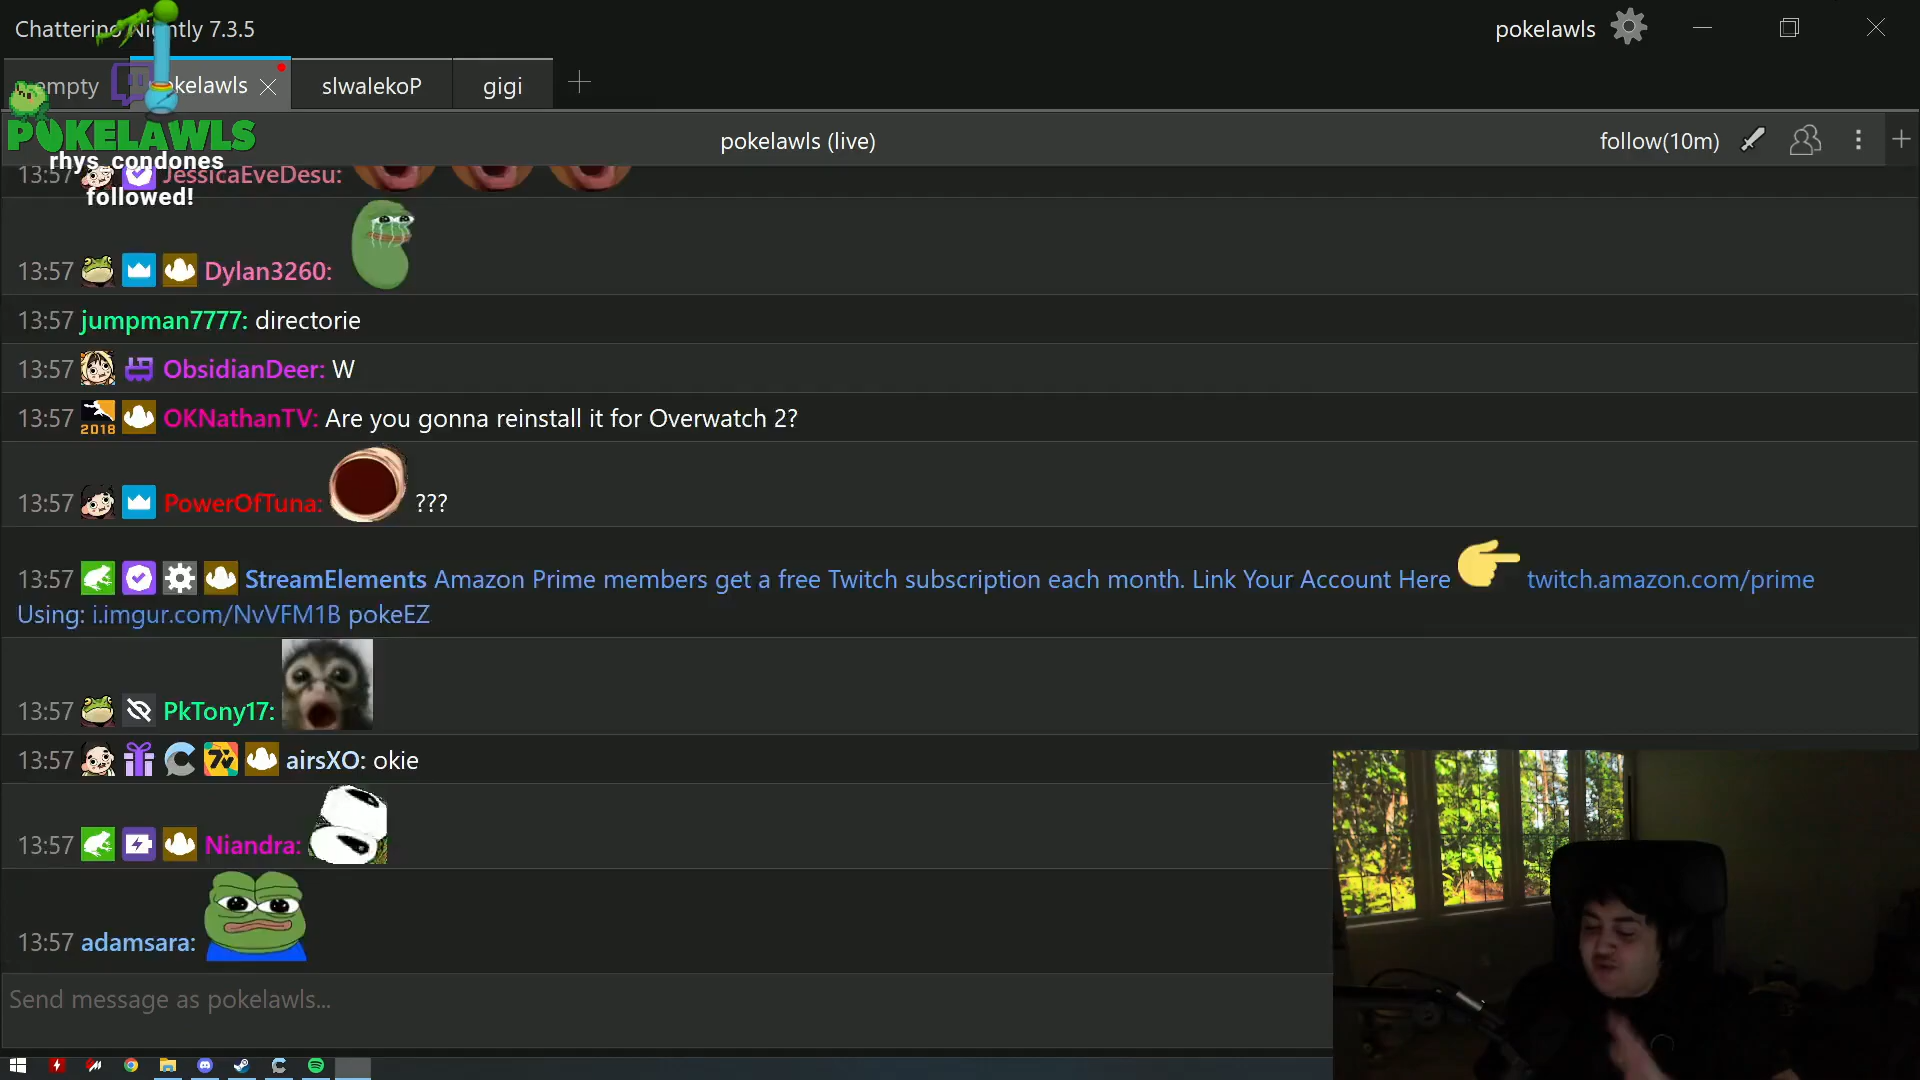 Chatterino Nightly 7.3.5
pokelawls
empty
okelawls
slwalekoP
gigi
POKELAWLS
rhys_condones
followed!
pokelawls (live)
follow(10m)
13:57 JessicaEveDesu:
13:57 Dylan3260:
13:57 jumpman7777: directorie
13:57 ObsidianDeer: W
13:57 2018 OKNathanTV: Are you gonna reinstall it for Overwatch 2?
13:57 PowerOfTuna: ???
13:57 StreamElements Amazon Prime members get a free Twitch subscription each month. Link Your Account Here twitch.amazon.com/prime
Using: i.imgur.com/NvVFM1B pokeEZ
13:57 PkTony17:
13:57 airsXO: okie
13:57 Niandra:
13:57 adamsara:
Send message as pokelawls...